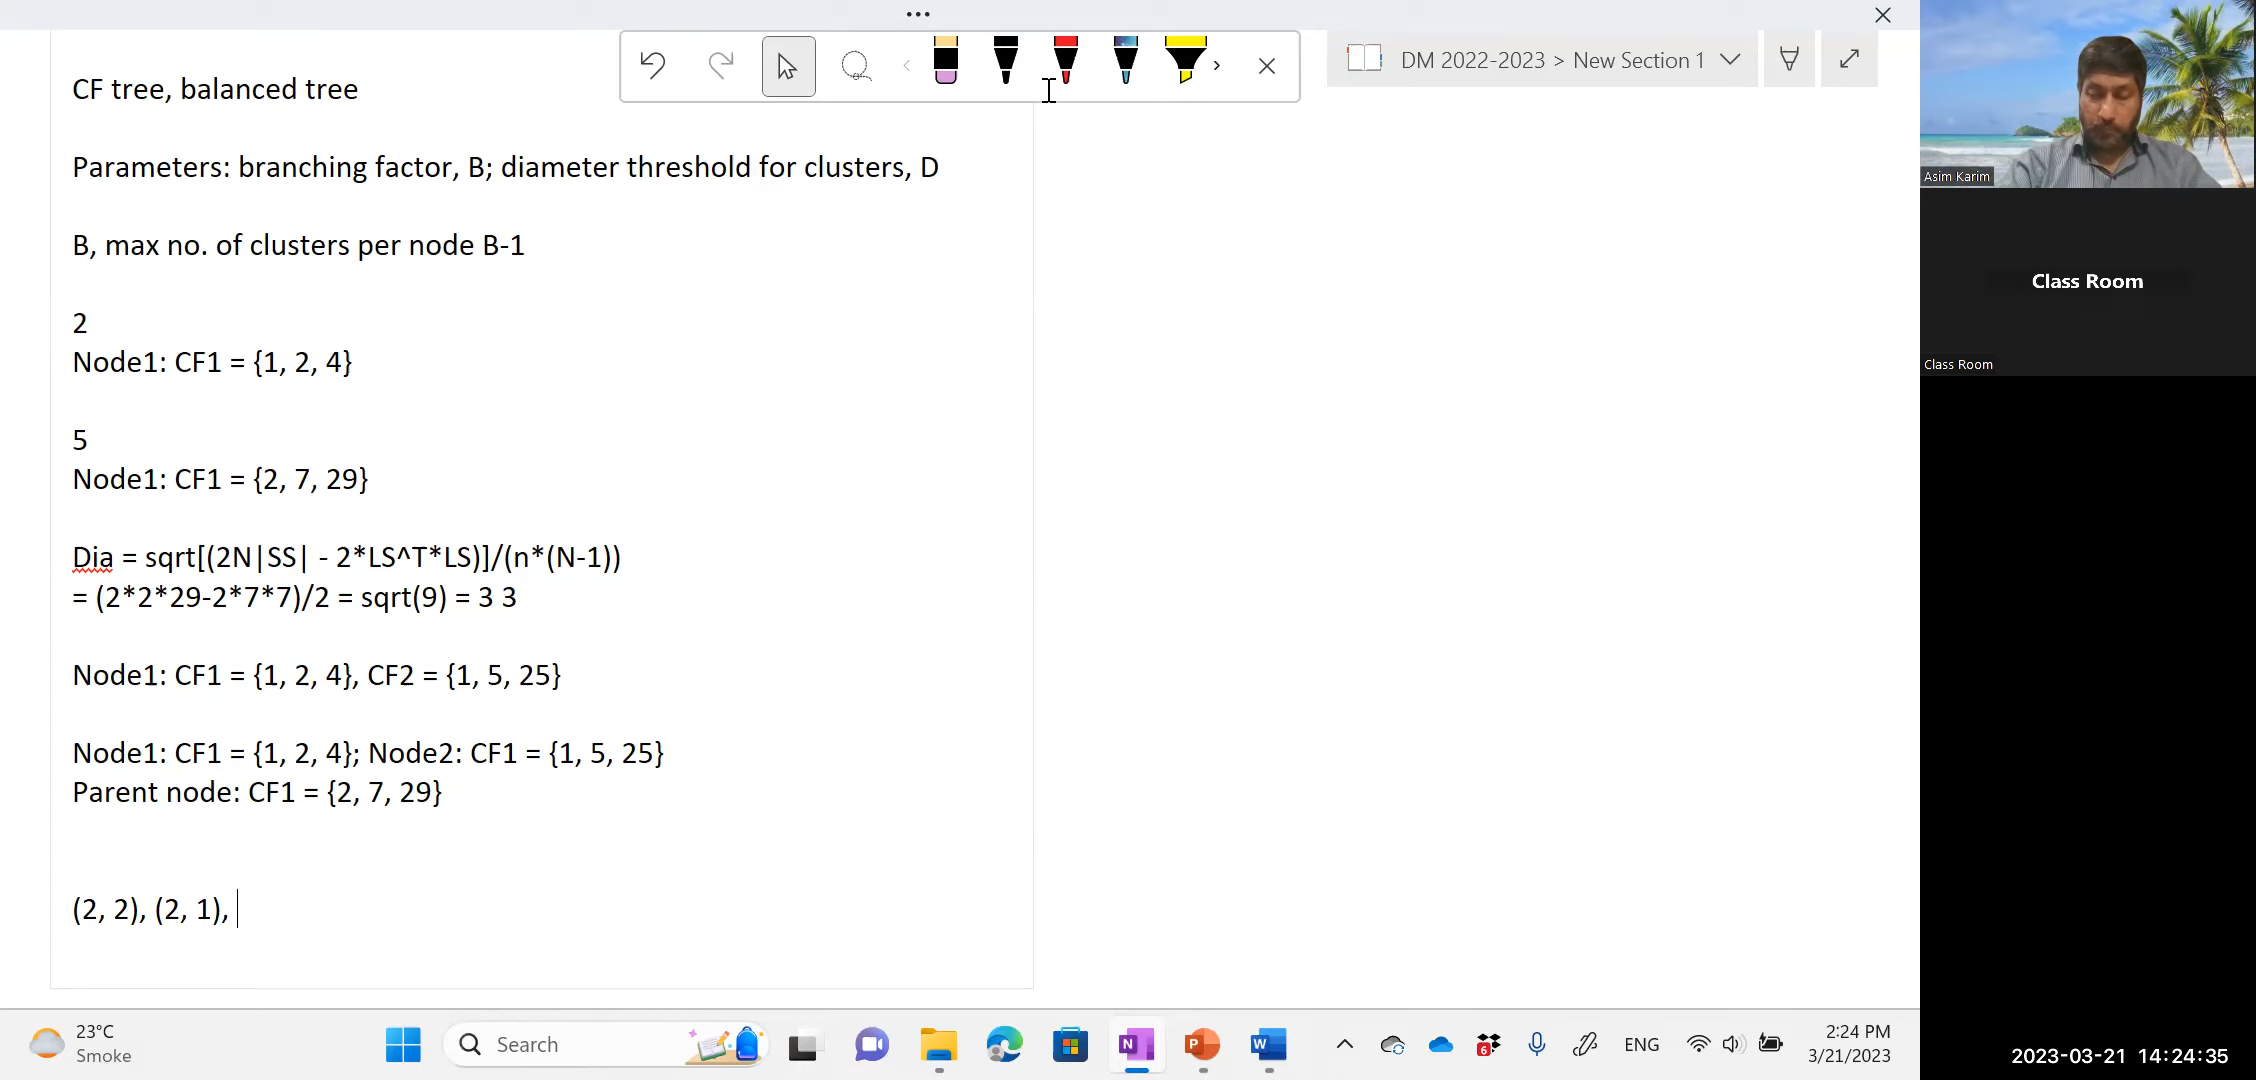 DM 2022-2023 > New Section 1
CF tree, balanced tree
Parameters: branching factor, B; diameter threshold for clusters, D
B, max no. of clusters per node B-1
2
Node1: CF1 = {1, 2, 4}
5
Node1: CF1 = {2, 7, 29}
Dia = sqrt[(2N|SS| - 2*LS^T*LS)]/(n*(N-1))
= (2*2*29-2*7*7)/2 = sqrt(9) = 3 3
Node1: CF1 = {1, 2, 4}, CF2 = {1, 5, 25}
Node1: CF1 = {1, 2, 4}; Node2: CF1 = {1, 5, 25}
Parent node: CF1 = {2, 7, 29}
(2, 2), (2, 1),
Asim Karim
Class Room
Class Room
23°C
Smoke
Search
N
P
W
6
ENG
2:24 PM
3/21/2023
2023-03-21 14:24:35